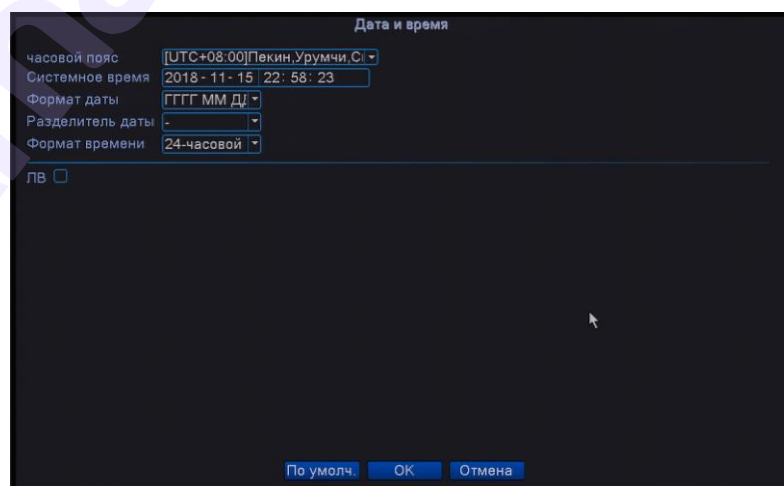 Дата и время
часовой пояс [UTC+08:00]Пекин,Урумчи,С
Системное время 2018-11-15 22:58:23
Формат даты ГГГГ ММ Д
Разделитель даты -
Формат времени 24-часовой
ЛВ
По умолч. OK Отмена